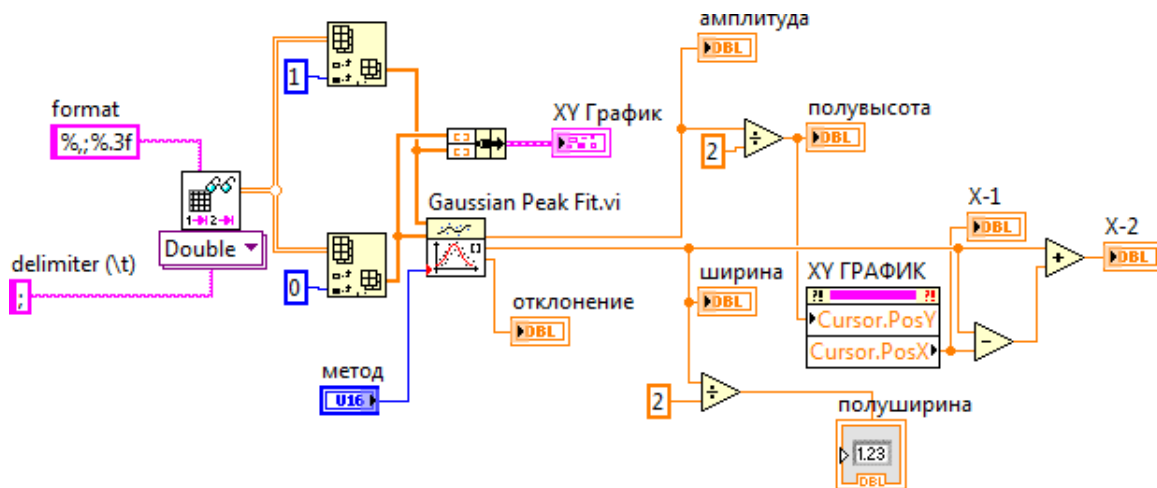 амплитуда
DBL
format
%,;%.3f
1
XY График
полувысота
DBL
2
1 2
Double
Gaussian Peak Fit.vi
X-1
DBL
X-2
DBL
delimiter (\t)
;
0
ширина
DBL
XY ГРАФИК
?! ?!
Cursor.PosY
Cursor.PosX
отклонение
DBL
метод
U16
2
полуширина
1.23
DBL